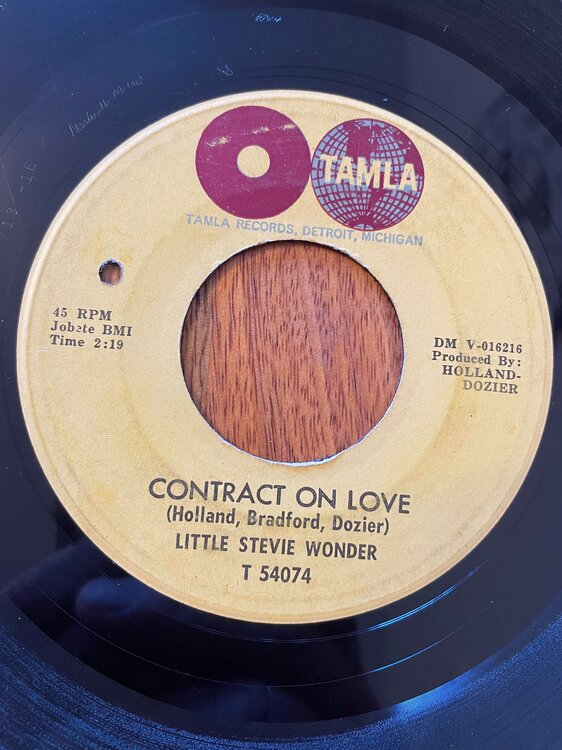 TAMLA
TAMLA RECORDS, DETROIT, MICHIGAN
45 RPM
Jobete BMI
Time 2:19
DM V-016216
Produced By:
HOLLAND-
DOZIER
CONTRACT ON LOVE
(Holland, Bradford, Dozier)
LITTLE STEVIE WONDER
T 54074